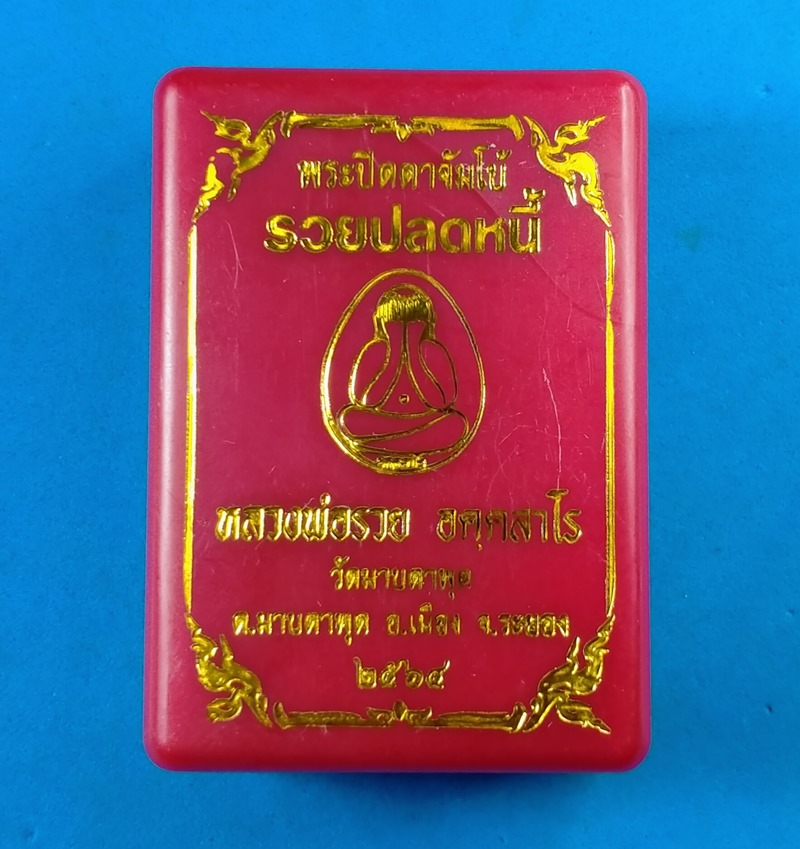 พระปิดตาจัมโบ้
รวยปลดหนี้
หลวงพ่อรวย อคฺคสาโร
วัดมาบตาพุด
ต.มาบตาพุด อ.เมือง จ.ระยอง
๒๕๖๔